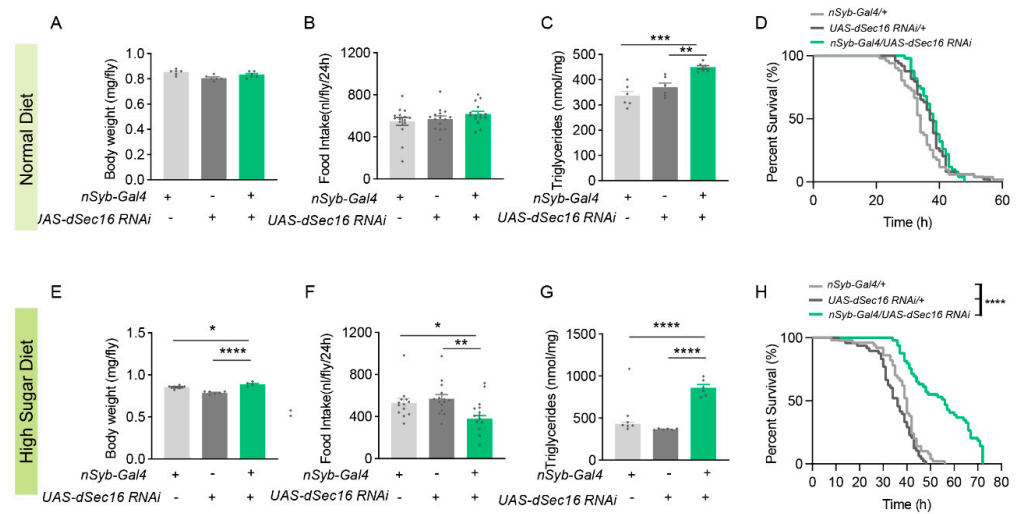 Normal Diet
A
Body weight (mg/fly)
1.0
0.8
0.6
0.4
0.2
0.0
nSyb-Gal4 + - +
UAS-dSec16 RNAi - + +
B
Food Intake(nl/fly/24h)
1200
900
600
300
0
nSyb-Gal4 + - +
UAS-dSec16 RNAi - + +
C
Triglycerides (nmol/mg)
500
400
300
200
100
0
***
**
nSyb-Gal4 + - +
UAS-dSec16 RNAi - + +
D
nSyb-Gal4/+
UAS-dSec16 RNAi/+
nSyb-Gal4/UAS-dSec16 RNAi
Percent Survival (%)
100
50
0
0 20 40 60
Time (h)
High Sugar Diet
E
Body weight (mg/fly)
1.5
1.0
0.5
0.0
*
****
nSyb-Gal4 + - +
UAS-dSec16 RNAi - + +
F
Food Intake(nl/fly/24h)
1200
900
600
300
0
*
**
nSyb-Gal4 + - +
UAS-dSec16 RNAi - + +
G
Triglycerides (nmol/mg)
1500
1000
500
0
****
****
nSyb-Gal4 + - +
UAS-dSec16 RNAi - + +
H
nSyb-Gal4/+
UAS-dSec16 RNAi/+
nSyb-Gal4/UAS-dSec16 RNAi
****
Percent Survival (%)
100
50
0
0 10 20 30 40 50 60 70 80
Time (h)